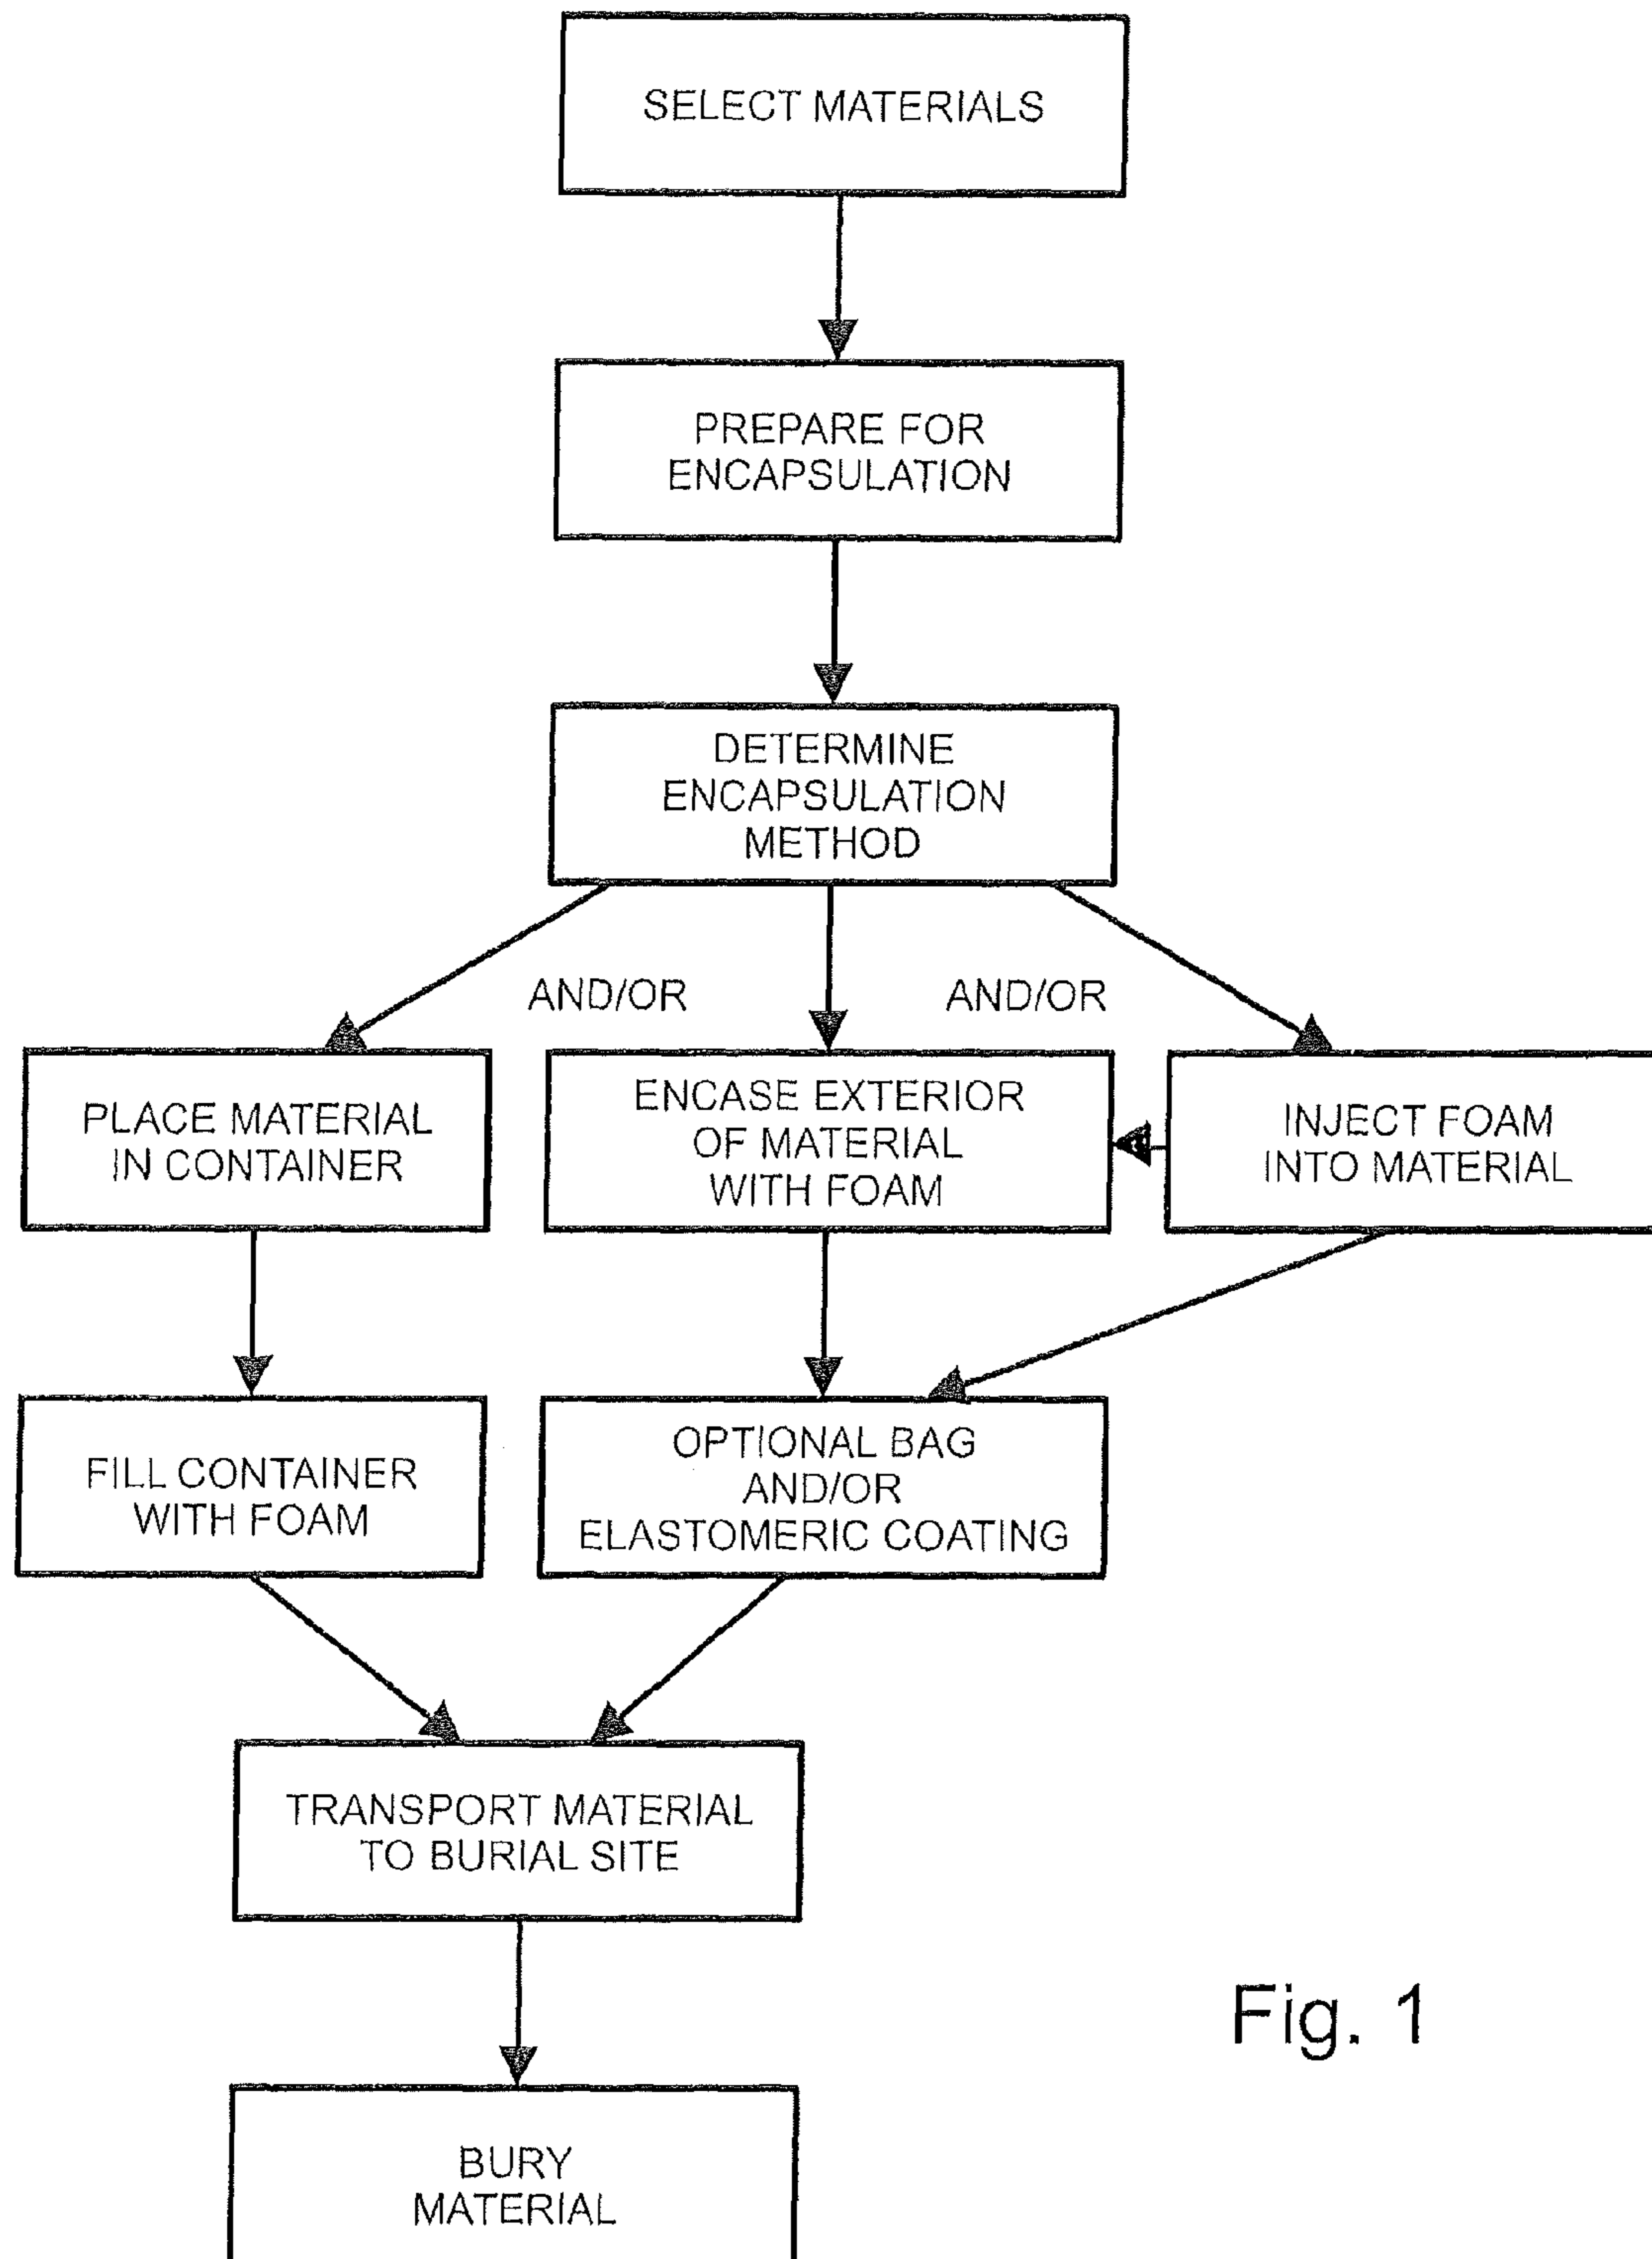 SELECT MATERIALS
PREPARE FOR
ENCAPSULATION
DETERMINE
ENCAPSULATION
METHOD
AND/OR
AND/OR
PLACE MATERIAL
IN CONTAINER
ENCASE EXTERIOR
OF MATERIAL
WITH FOAM
INJECT FOAM
INTO MATERIAL
FILL CONTAINER
WITH FOAM
OPTIONAL BAG
AND/OR
ELASTOMERIC COATING
TRANSPORT MATERIAL
TO BURIAL SITE
BURY
MATERIAL
Fig. 1